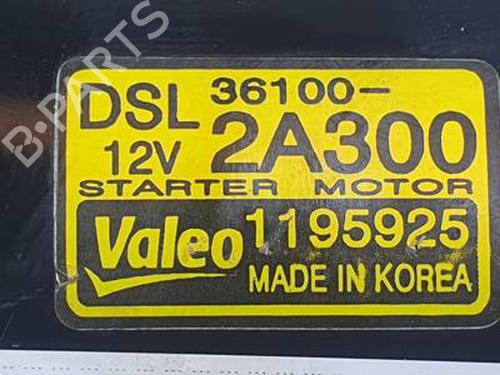 B-PARTS
DSL 36100-
12V 2A300
STARTER MOTOR
Valeo 1195925
MADE IN KOREA